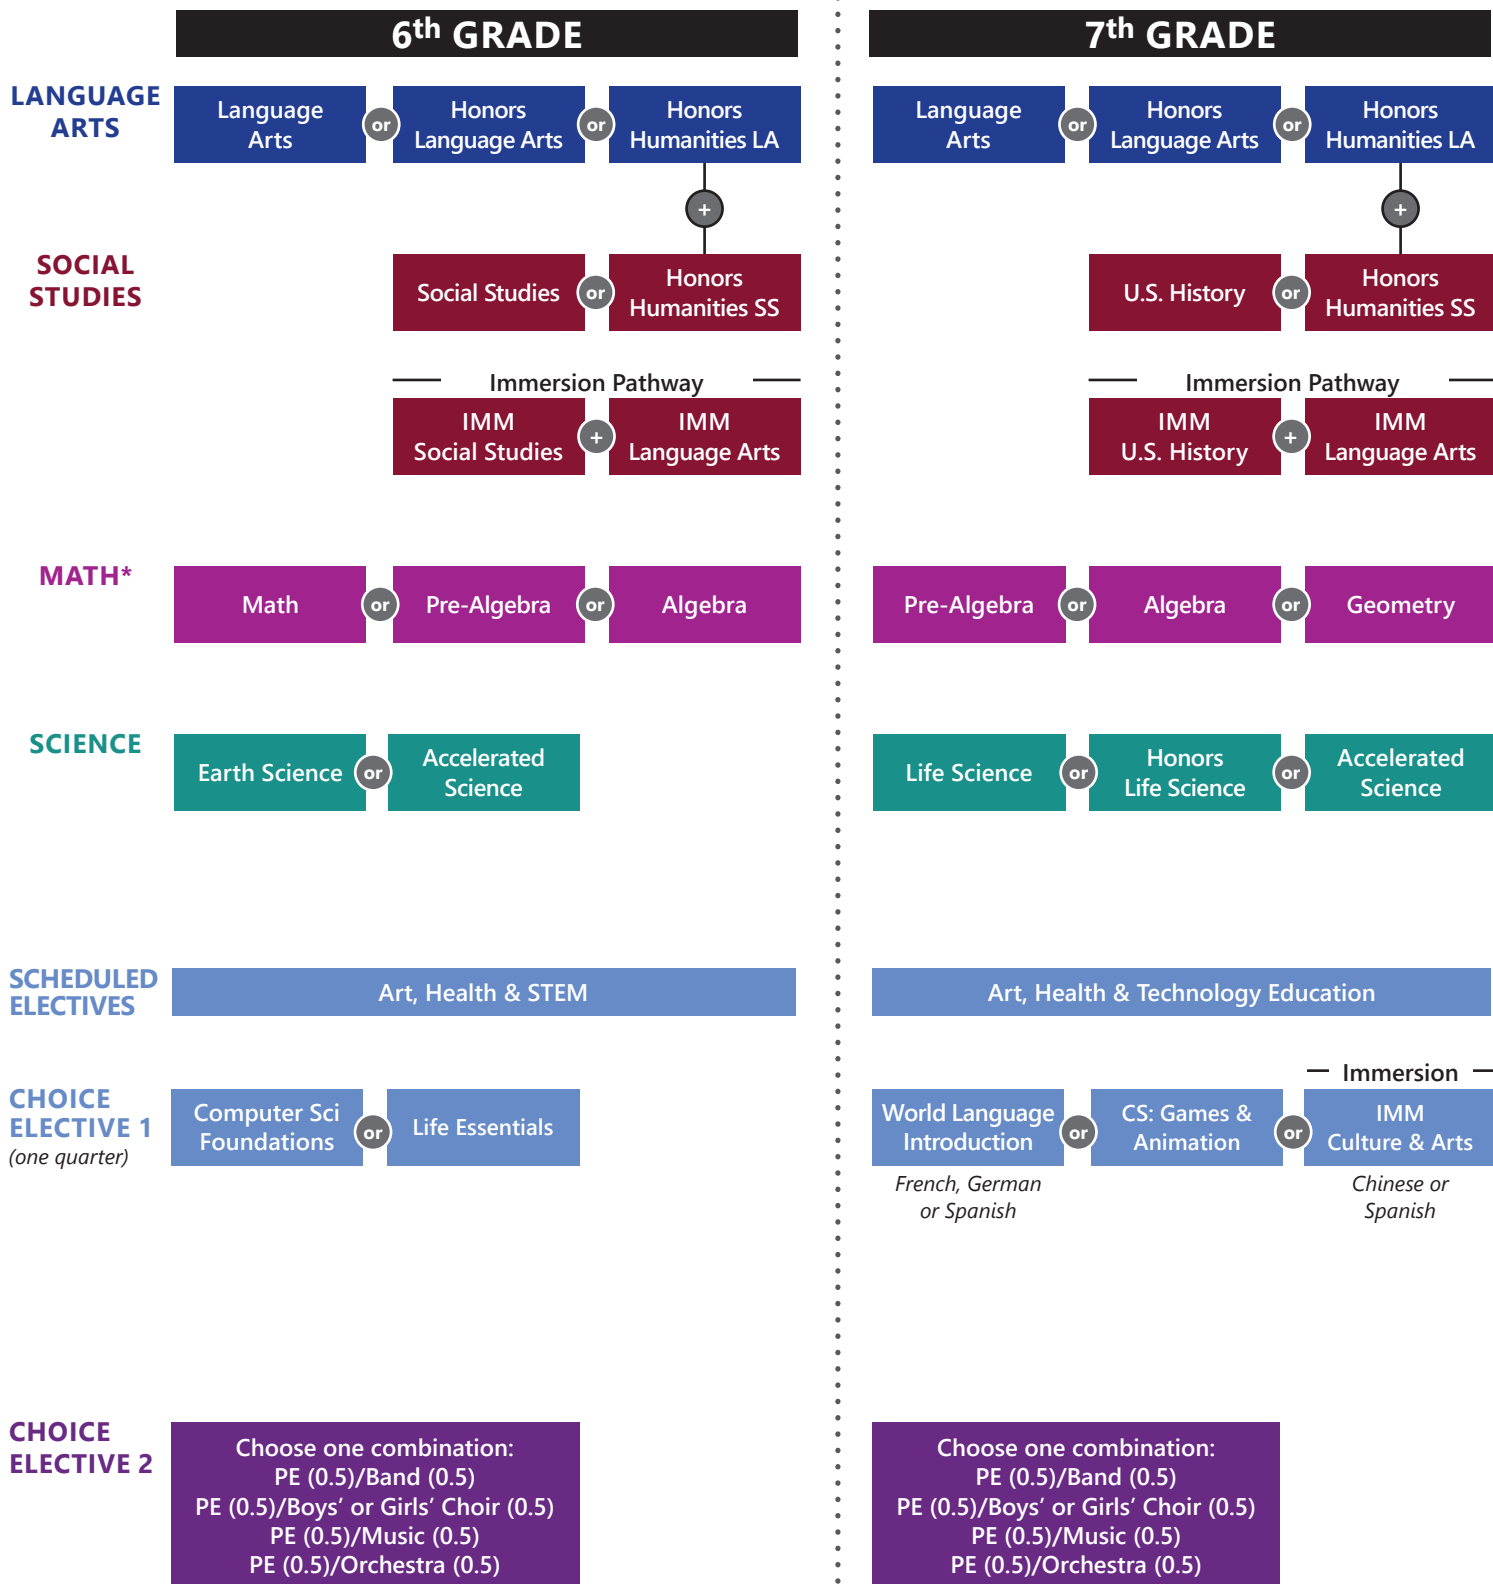 6th GRADE
7th GRADE
LANGUAGE
ARTS
Language
Arts
or
Honors
Language Arts
or
Honors
Humanities LA
Language
Arts
or
Honors
Language Arts
or
Honors
Humanities LA
+
+
SOCIAL
STUDIES
Social Studies
or
Honors
Humanities SS
U.S. History
or
Honors
Humanities SS
Immersion Pathway
IMM
Social Studies
+
IMM
Language Arts
Immersion Pathway
IMM
U.S. History
+
IMM
Language Arts
MATH*
Math
or
Pre-Algebra
or
Algebra
Pre-Algebra
or
Algebra
or
Geometry
SCIENCE
Earth Science
or
Accelerated
Science
Life Science
or
Honors
Life Science
or
Accelerated
Science
SCHEDULED
ELECTIVES
Art, Health & STEM
Art, Health & Technology Education
CHOICE
ELECTIVE 1
(one quarter)
Computer Sci
Foundations
or
Life Essentials
World Language
Introduction
French, German
or Spanish
or
CS: Games &
Animation
or
Immersion
IMM
Culture & Arts
Chinese or
Spanish
CHOICE
ELECTIVE 2
Choose one combination:
PE (0.5)/Band (0.5)
PE (0.5)/Boys’ or Girls’ Choir (0.5)
PE (0.5)/Music (0.5)
PE (0.5)/Orchestra (0.5)
Choose one combination:
PE (0.5)/Band (0.5)
PE (0.5)/Boys’ or Girls’ Choir (0.5)
PE (0.5)/Music (0.5)
PE (0.5)/Orchestra (0.5)